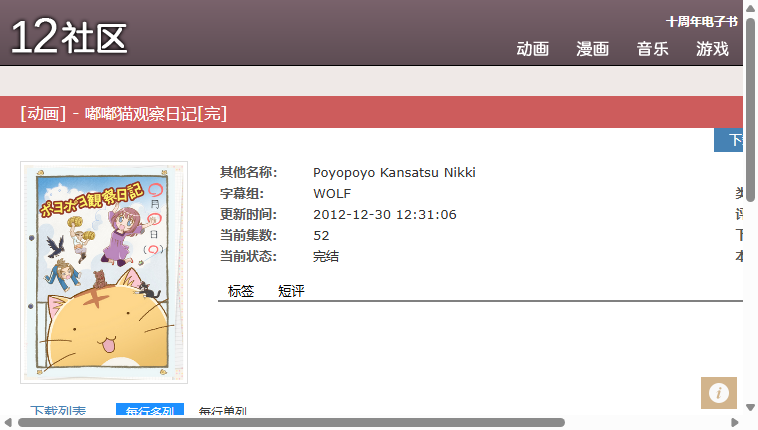 12社区
十周年电子书
动画 漫画 音乐 游戏
[动画] - 嘟嘟猫观察日记[完]
ポヨポヨ観察日記
月
日
其他名称: Poyopoyo Kansatsu Nikki
字幕组: WOLF
更新时间: 2012-12-30 12:31:06
当前集数: 52
当前状态: 完结
标签 短评
下载列表 每行多列 每行单列